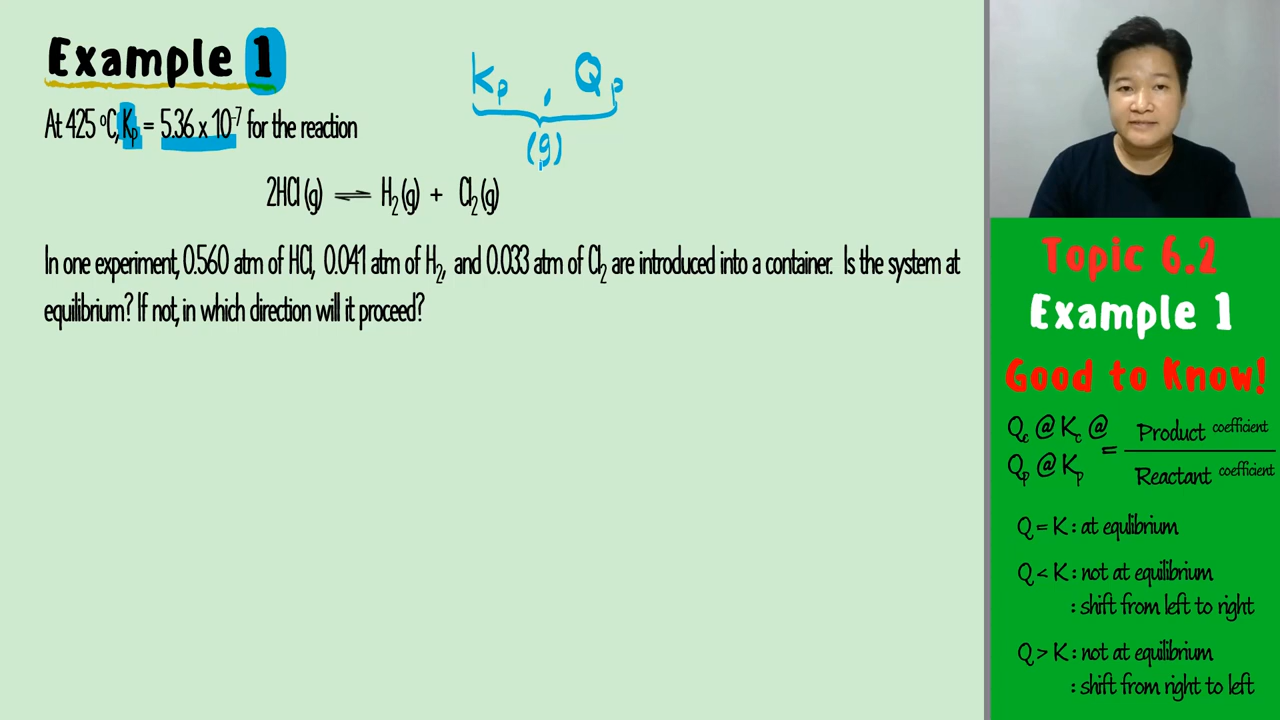 Example 1
Kp , Qp
(g)
At 425 °C, Kp = 5.36 x 10⁻⁷ for the reaction
2HCl (g) ⇌ H₂ (g) + Cl₂ (g)
In one experiment, 0.560 atm of HCl, 0.041 atm of H₂, and 0.033 atm of Cl₂ are introduced into a container. Is the system at
equilibrium? If not, in which direction will it proceed?
Topic 6.2
Example 1
Good to Know!
Qc @ Kc @
Qp @ Kp
= Product coefficient
Reactant coefficient
Q = K : at equlibrium
Q < K : not at equilibrium
: shift from left to right
Q > K : not at equilibrium
: shift from right to left